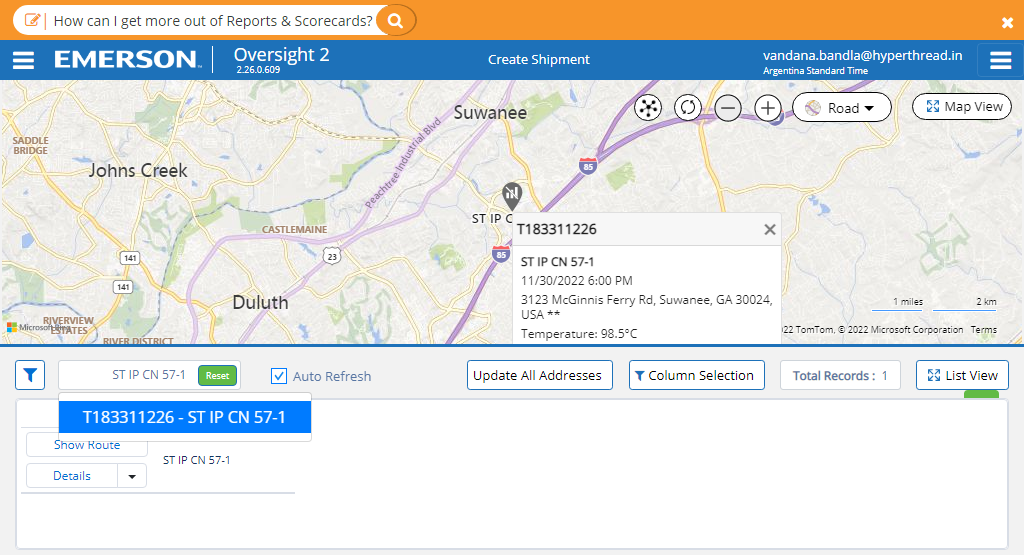 How can I get more out of Reports & Scorecards?
EMERSON
Oversight 2
2.26.0.609
Create Shipment
vandana.bandla@hyperthread.in
Argentina Standard Time
Suwanee
Road
Map View
SADDLE
BRIDGE
Johns Creek
Peachtree Industrial Blvd
85
ST IP C
T183311226
CASTLEMAINE
141
23
85
ST IP CN 57-1
11/30/2022 6:00 PM
3123 McGinnis Ferry Rd, Suwanee, GA 30024,
USA **
Temperature: 98.5°C
141
Duluth
1 miles
2 km
RIVERVIEW
ESTATES
Microsoft Bing
RIVER DISTRICT
22 TomTom, © 2022 Microsoft Corporation Terms
ST IP CN 57-1
Reset
Auto Refresh
Update All Addresses
Column Selection
Total Records : 1
List View
T183311226 - ST IP CN 57-1
Show Route
ST IP CN 57-1
Details